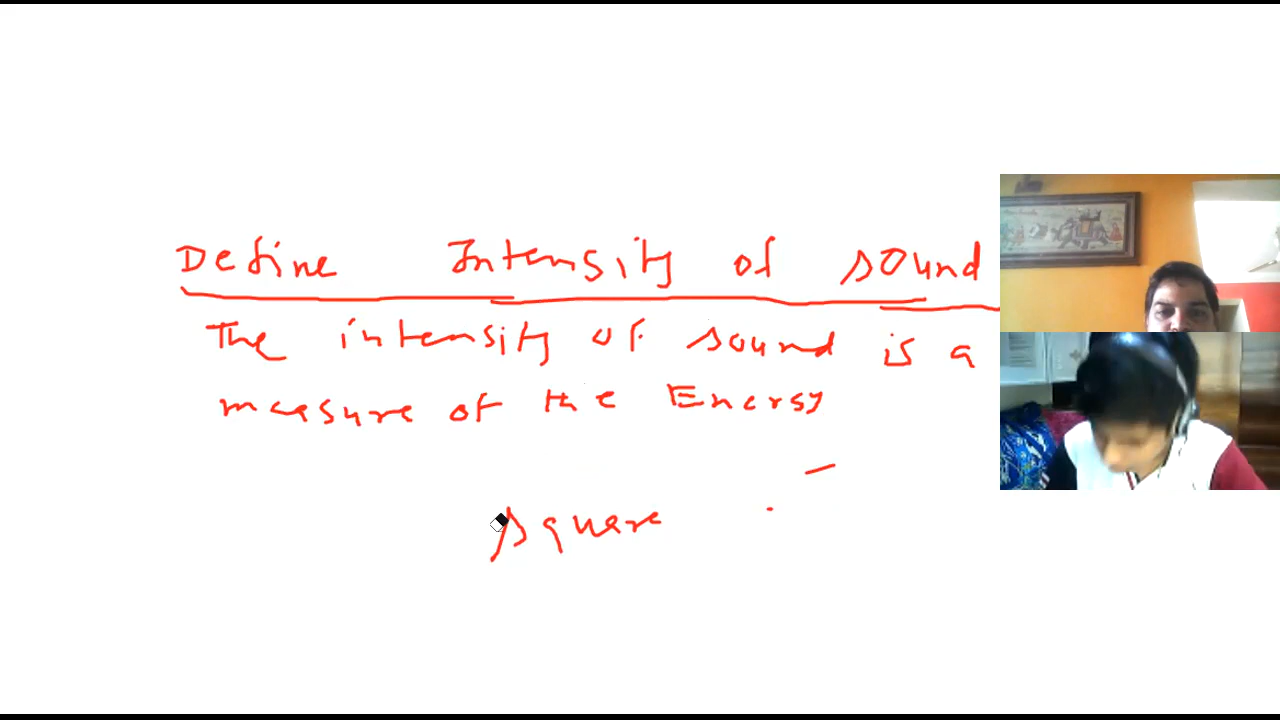 Define Intensity of sound
The intensity of sound is a
measure of the Energy
square